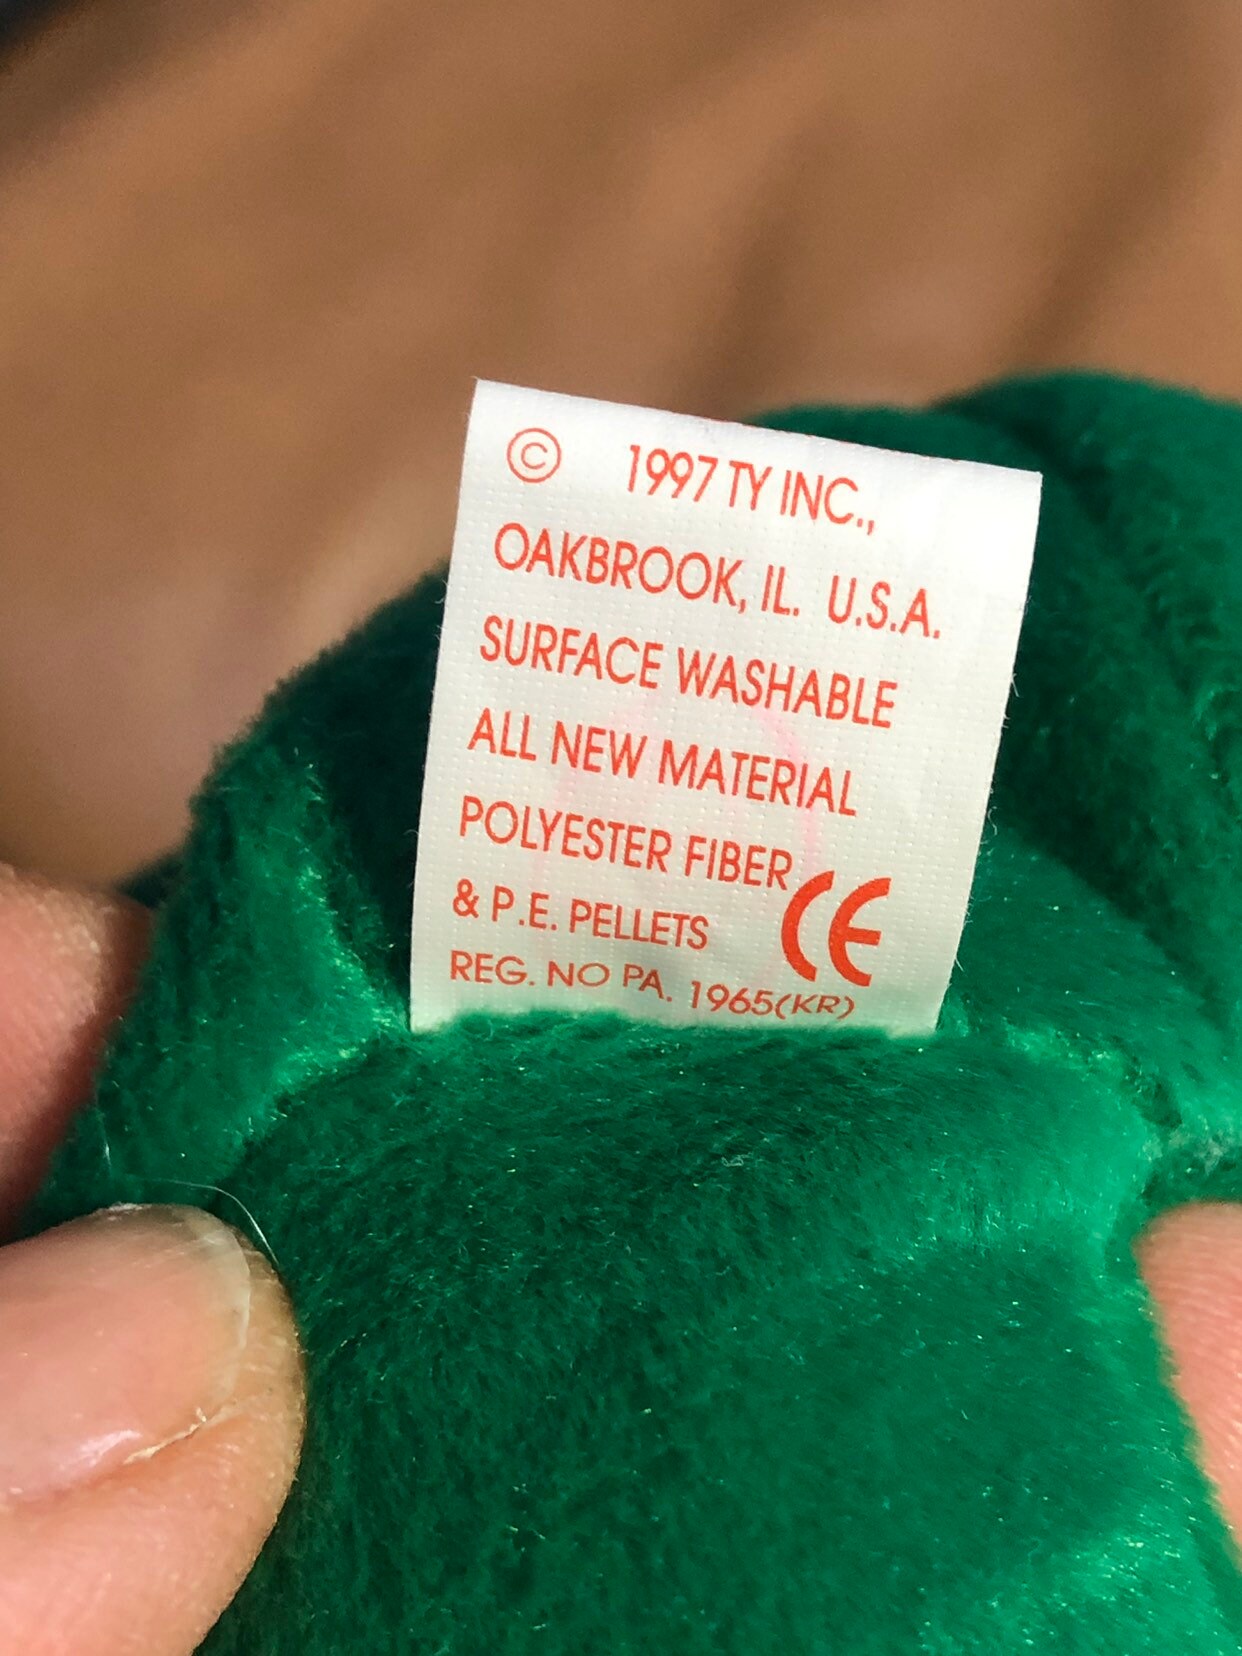 © 1997 TY INC.,
OAKBROOK, IL. U.S.A.
SURFACE WASHABLE
ALL NEW MATERIAL
POLYESTER FIBER
& P.E. PELLETS CE
REG. NO PA. 1965(KR)